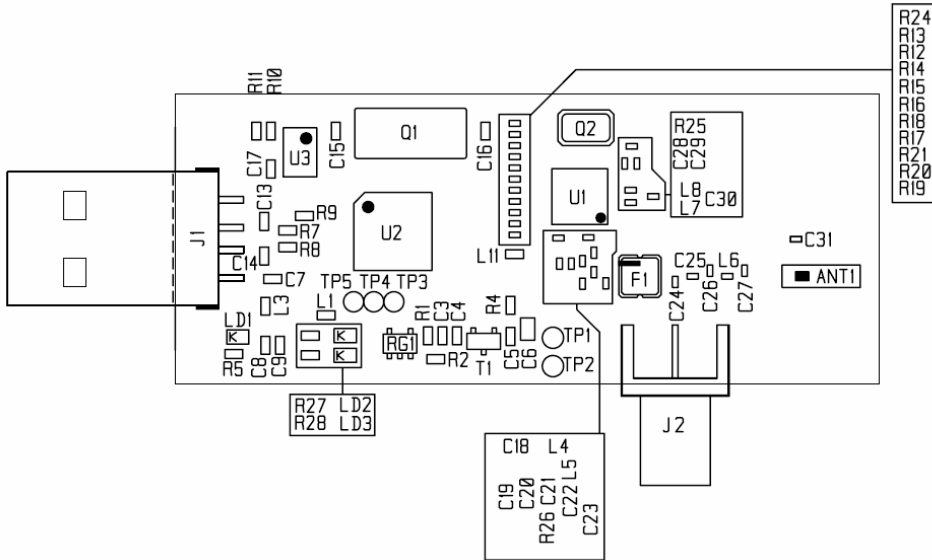 R24
R13
R12
R14
R15
R16
R18
R17
R21
R20
R19
R11
R10
C17
U3
C15
Q1
C16
Q2
R25
C28
C29
L8
L7
C30
U1
J1
C13
R9
R7
R8
C14
C7
U2
L11
TP5 TP4 TP3
F1
C31
ANT1
C24
C25
C26
L6
C27
L3
L1
LD1
R5
C8
C9
RG1
R1
C3
C4
R2
T1
R4
C5
C6
TP1
TP2
R27 LD2
R28 LD3
J2
C18 L4
L5
C19
C20
R26
C21
C22
C23